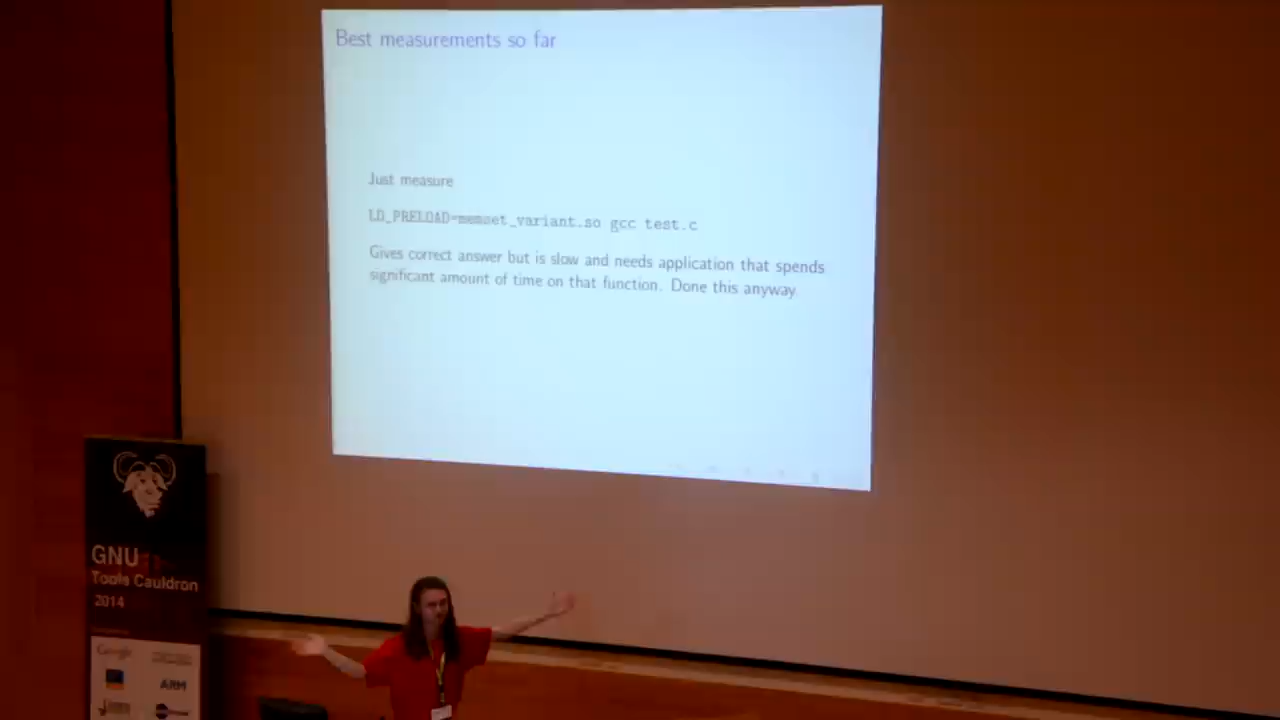 Best measurements so far
Just measure
LD_PRELOAD=memset_variant.so gcc test.c
Gives correct answer but is slow and needs application that spends
significant amount of time on that function. Done this anyway.
GNU
Tools Cauldron
2014
Google
ARM